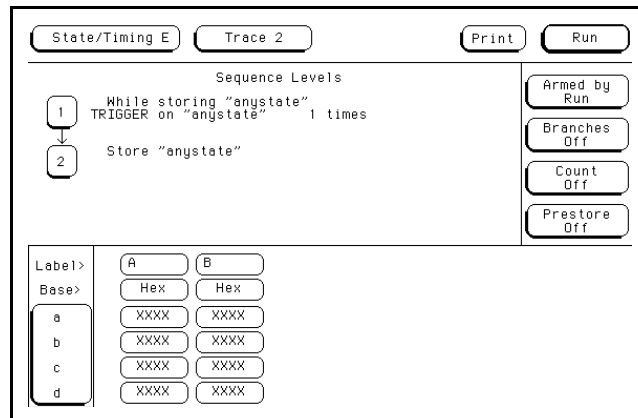 State/Timing E Trace 2 Print Run
Sequence Levels
1 While storing "anystate"
TRIGGER on "anystate" 1 times
2 Store "anystate"
Armed by
Run
Branches
Off
Count
Off
Prestore
Off
Label> A B
Base> Hex Hex
a XXXX XXXX
b XXXX XXXX
c XXXX XXXX
d XXXX XXXX